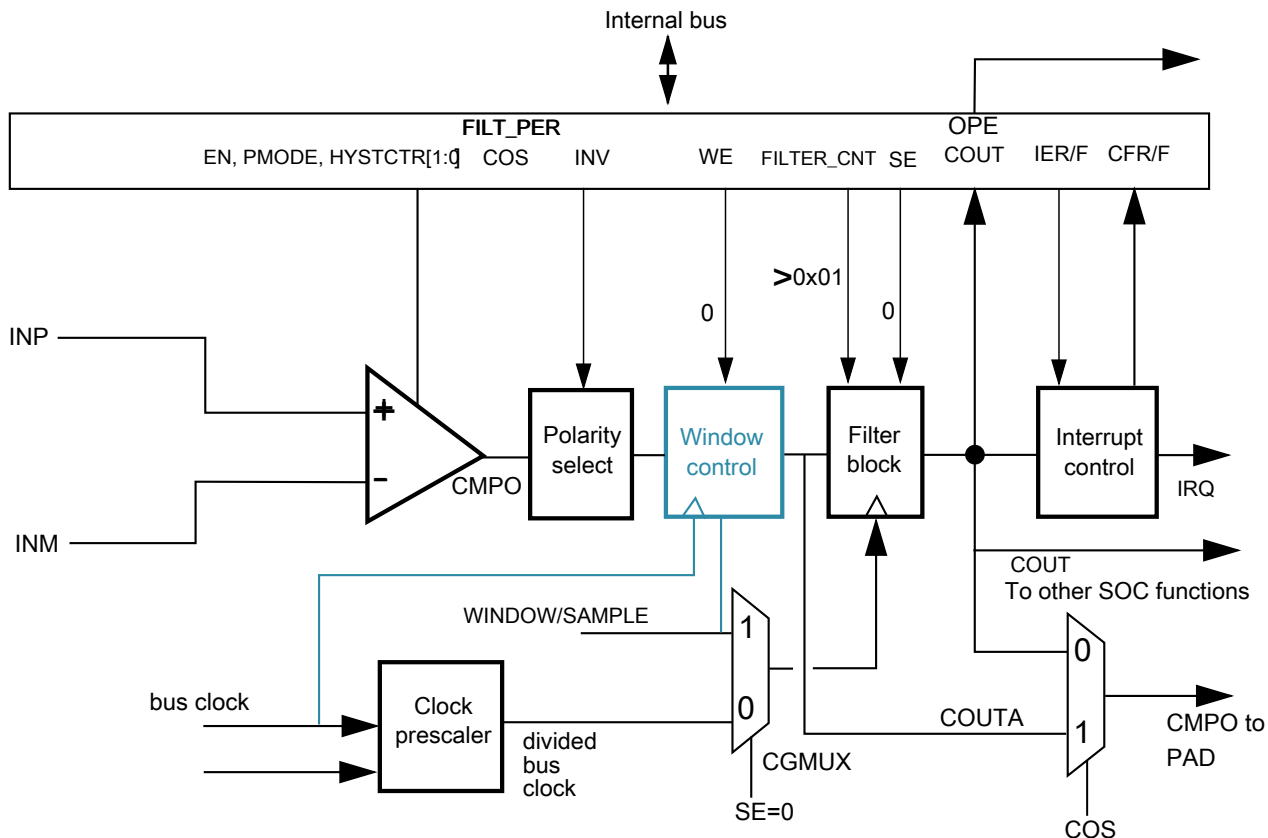 Internal bus
FILT_PER
OPE
EN, PMODE, HYSTCTR[1:0]
COS
INV
WE
FILTER_CNT
SE
COUT
IER/F
CFR/F
>0x01
0
0
INP
+
-
INM
CMPO
Polarity
select
Window
control
Filter
block
Interrupt
control
IRQ
COUT
To other SOC functions
WINDOW/SAMPLE
1
0
CGMUX
SE=0
bus clock
Clock
prescaler
divided
bus
clock
COUTA
0
1
CMPO to
PAD
COS